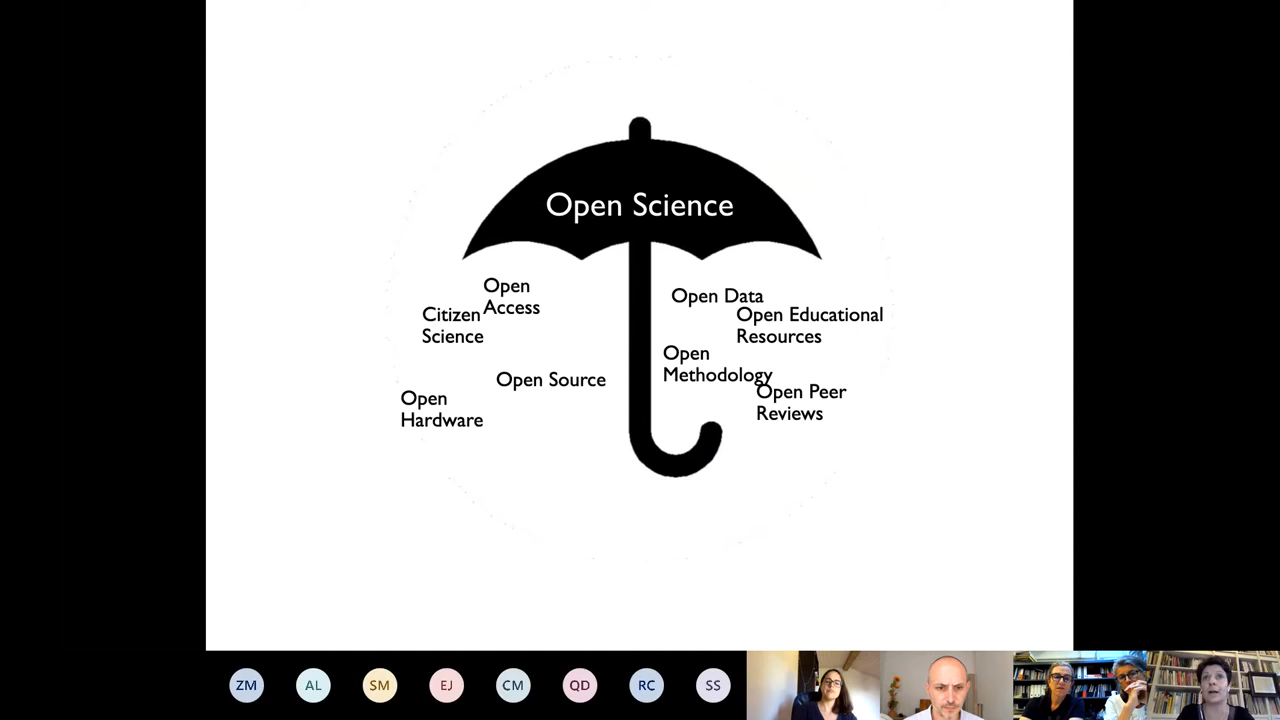 Open Science
Open
Access
Citizen
Science
Open Source
Open
Hardware
Open Data
Open Educational
Resources
Open
Methodology
Open Peer
Reviews
ZM
AL
SM
EJ
CM
QD
RC
SS